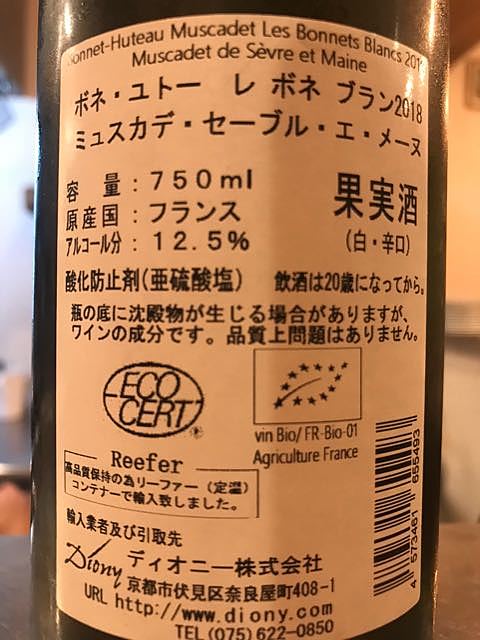 Bonnet-Huteau Muscadet Les Bonnets Blancs 2018
Muscadet de Sèvre et Maine
ボネ・ユトー レ ボネ ブラン2018
ミュスカデ・セーブル・エ・メーヌ
容量:750ml
原産国:フランス
アルコール分:12.5%
果実酒
(白・辛口)
酸化防止剤(亜硫酸塩) 飲酒は20歳になってから。
瓶の底に沈殿物が生じる場合がありますが、
ワインの成分です。品質上問題はありません。
ECO
CERT
vin Bio/ FR-Bio-01
Agriculture France
Reefer
高品質保持の為リーファー(定温)
コンテナーで輸入致しました。
輸入業者及び引取先
Diony ディオニー株式会社
京都市伏見区奈良屋町408-1
URL http://www.diony.com
TEL(075)622-0850
4 573461 655493